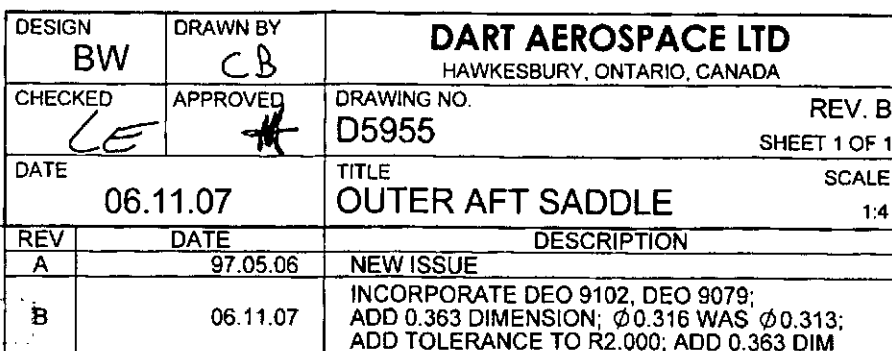 DESIGN
BW
DRAWN BY
CB
DART AEROSPACE LTD
HAWKESBURY, ONTARIO, CANADA
CHECKED
LE
APPROVED
DRAWING NO.
D5955
REV. B
SHEET 1 OF 1
DATE
06.11.07
TITLE
OUTER AFT SADDLE
SCALE
1:4
REV DATE DESCRIPTION
A 97.05.06 NEW ISSUE
B 06.11.07 INCORPORATE DEO 9102, DEO 9079;
ADD 0.363 DIMENSION; Ø0.316 WAS Ø0.313;
ADD TOLERANCE TO R2.000; ADD 0.363 DIM